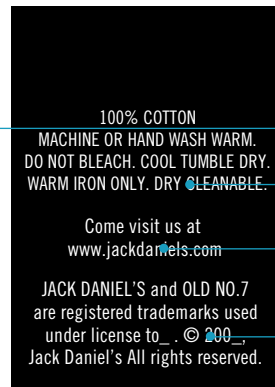 100% COTTON
MACHINE OR HAND WASH WARM.
DO NOT BLEACH. COOL TUMBLE DRY.
WARM IRON ONLY. DRY CLEANABLE.
Come visit us at
www.jackdaniels.com
JACK DANIEL'S and OLD NO.7
are registered trademarks used
under license to_ . © 200_,
Jack Daniel's All rights reserved.